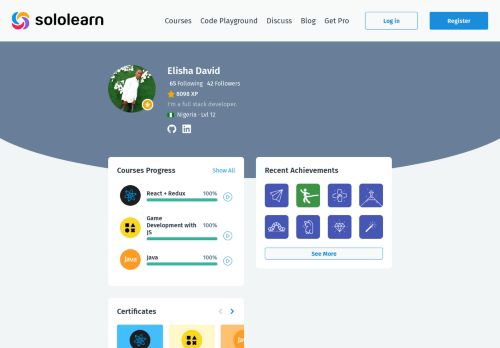 sololearn
Courses Code Playground Discuss Blog Get Pro Log in Register
Elisha David
65 Following 42 Followers
6098 XP
I'm a full stack developer.
Nigeria · Lvl 12
Courses Progress Show All
React + Redux 100%
Game
Development with 100%
JS
Java
Java 100%
Recent Achievements
See More
Certificates
Java